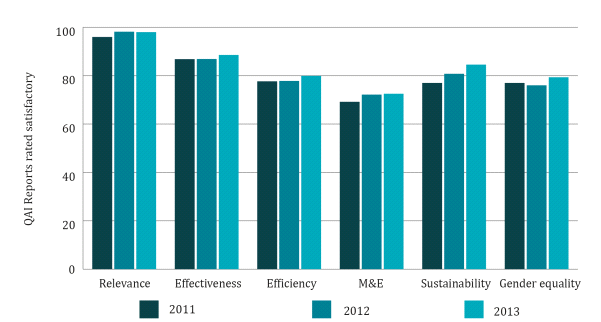 QAI Reports rated satisfactory
100
80
60
40
20
0
Relevance Effectiveness Efficiency M&E Sustainability Gender equality
2011 2012 2013